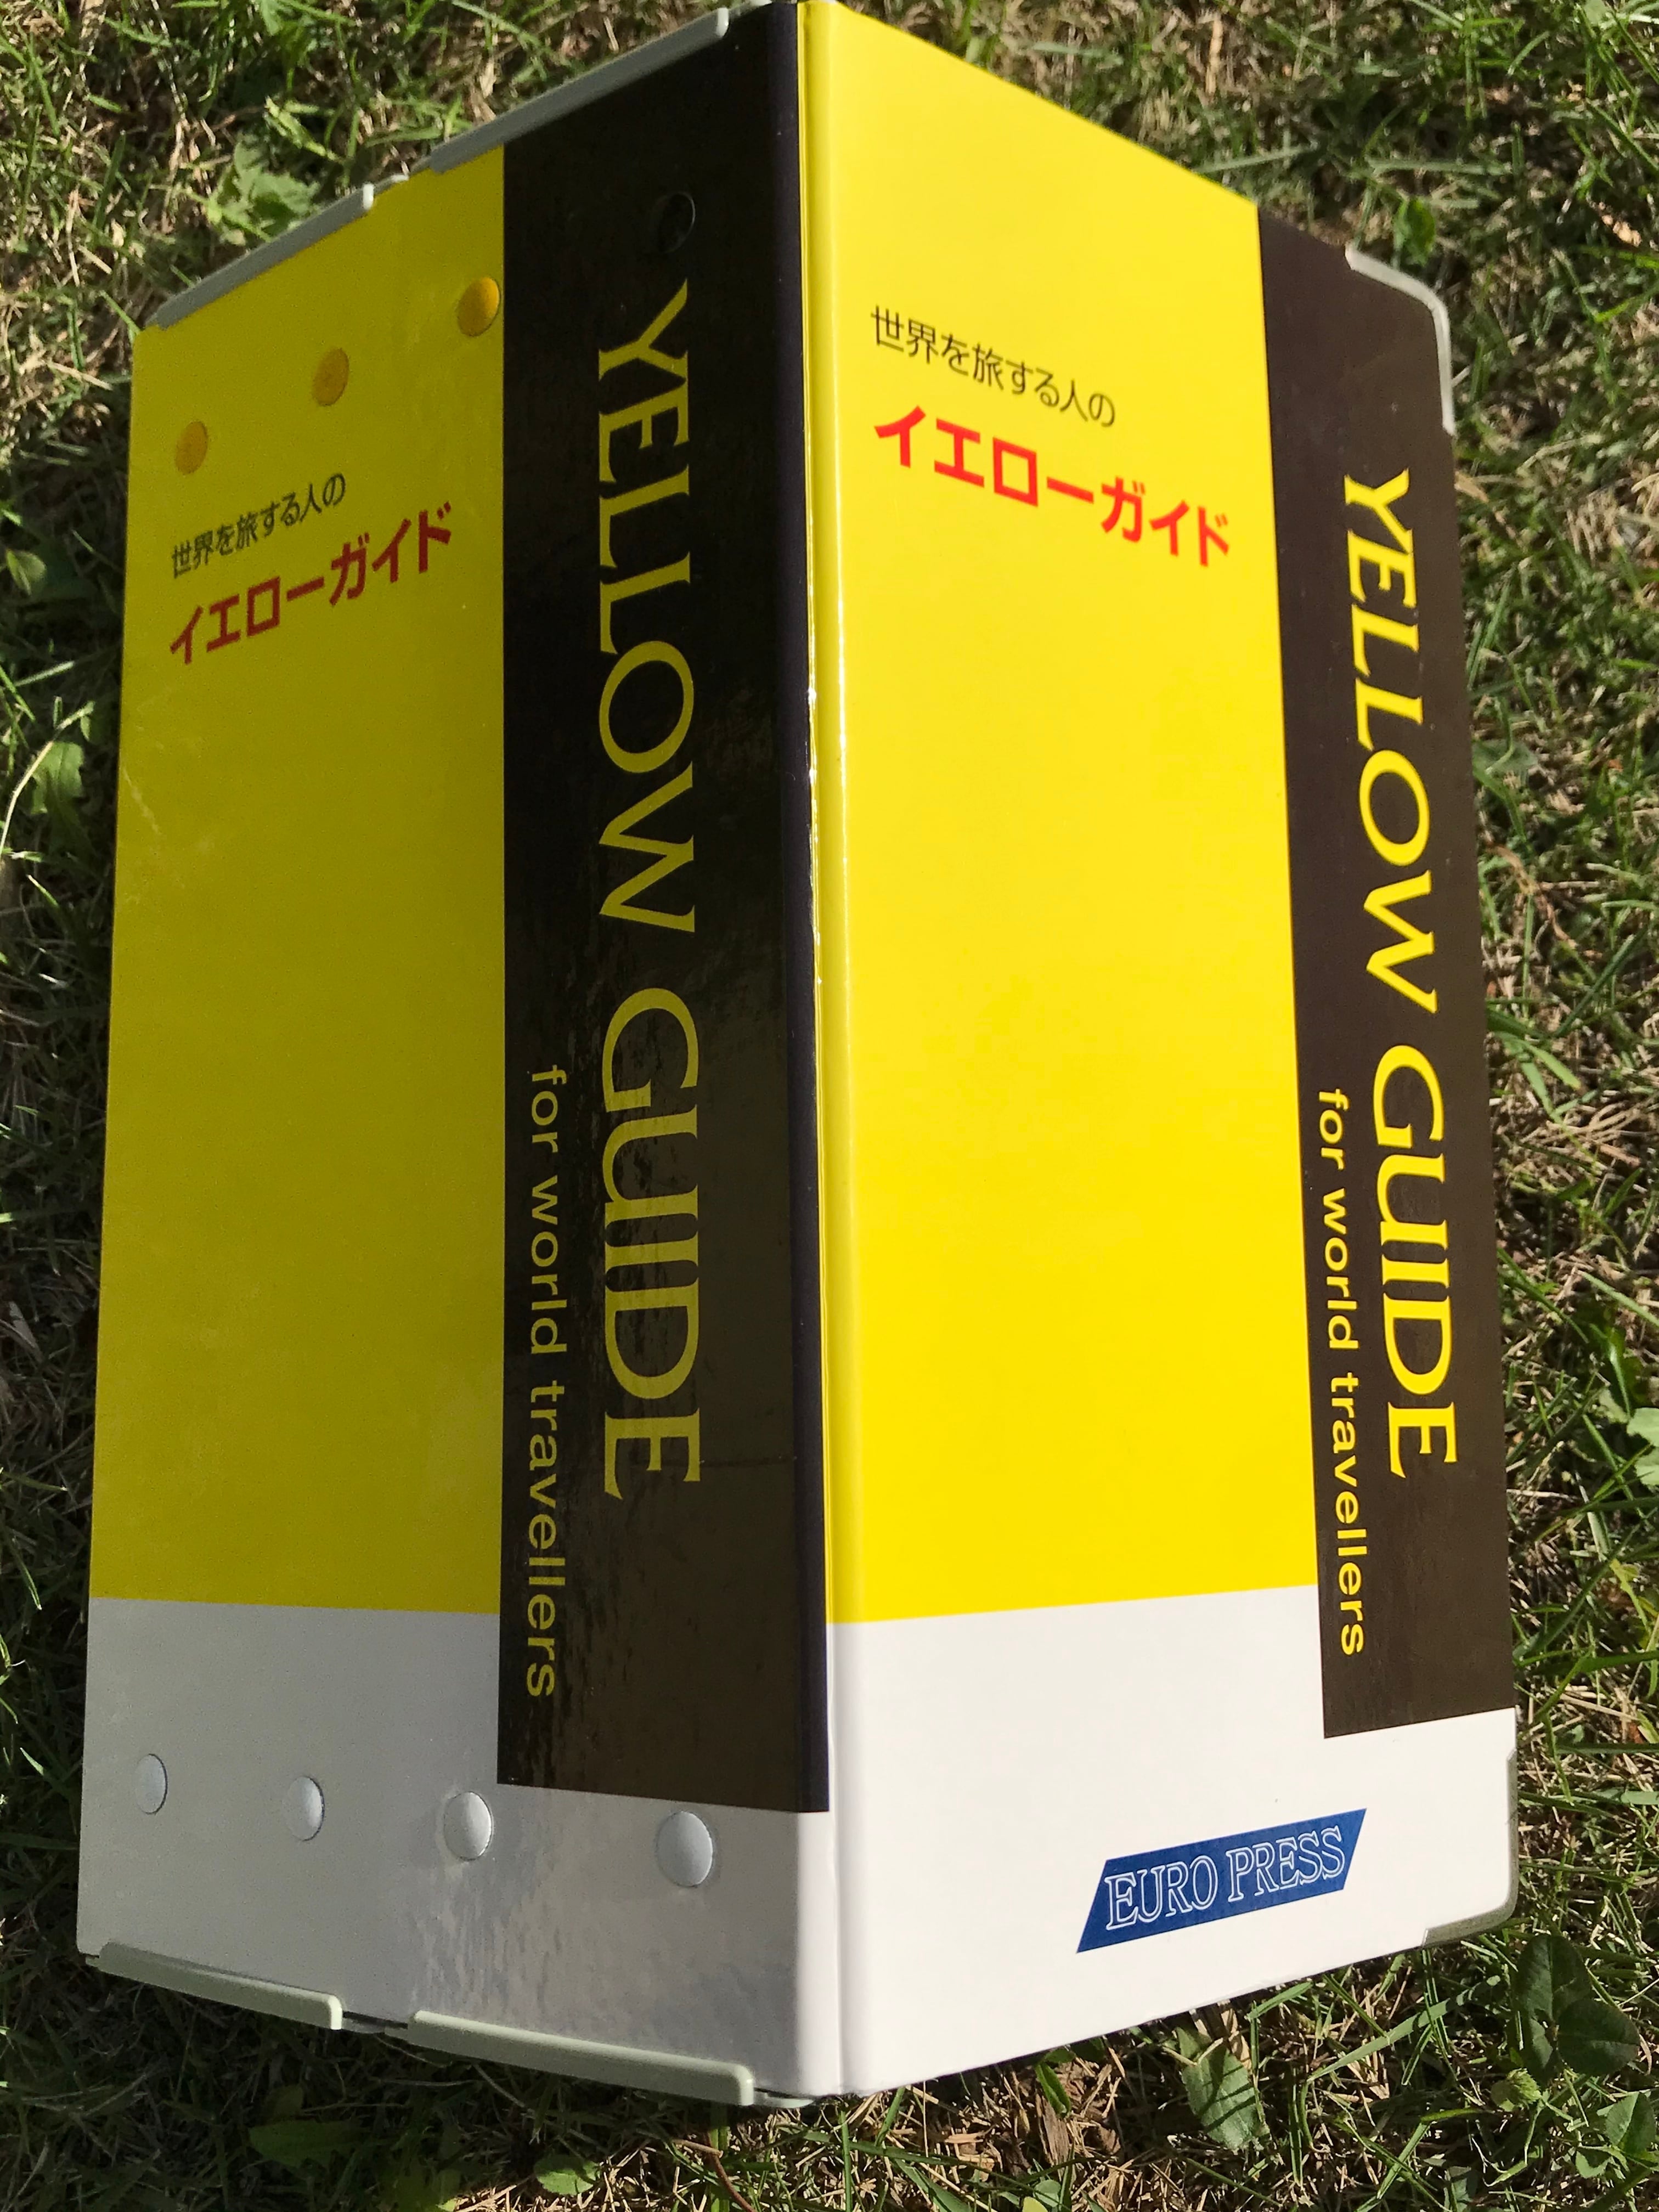 世界を旅する人の
イエローガイド
YELLOW GUIDE
for world travellers
世界を旅する人の
イエローガイド
YELLOW GUIDE
for world travellers
EURO PRESS